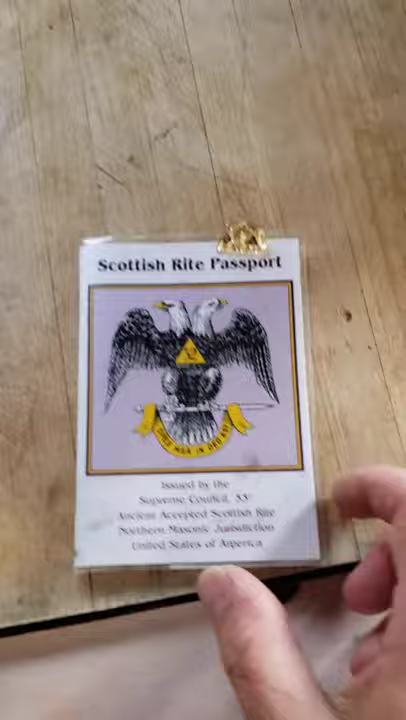 Scottish Rite Passport
Issued by the
Supreme Council, 33°
Ancient Accepted Scottish Rite
Northern Masonic Jurisdiction
United States of America